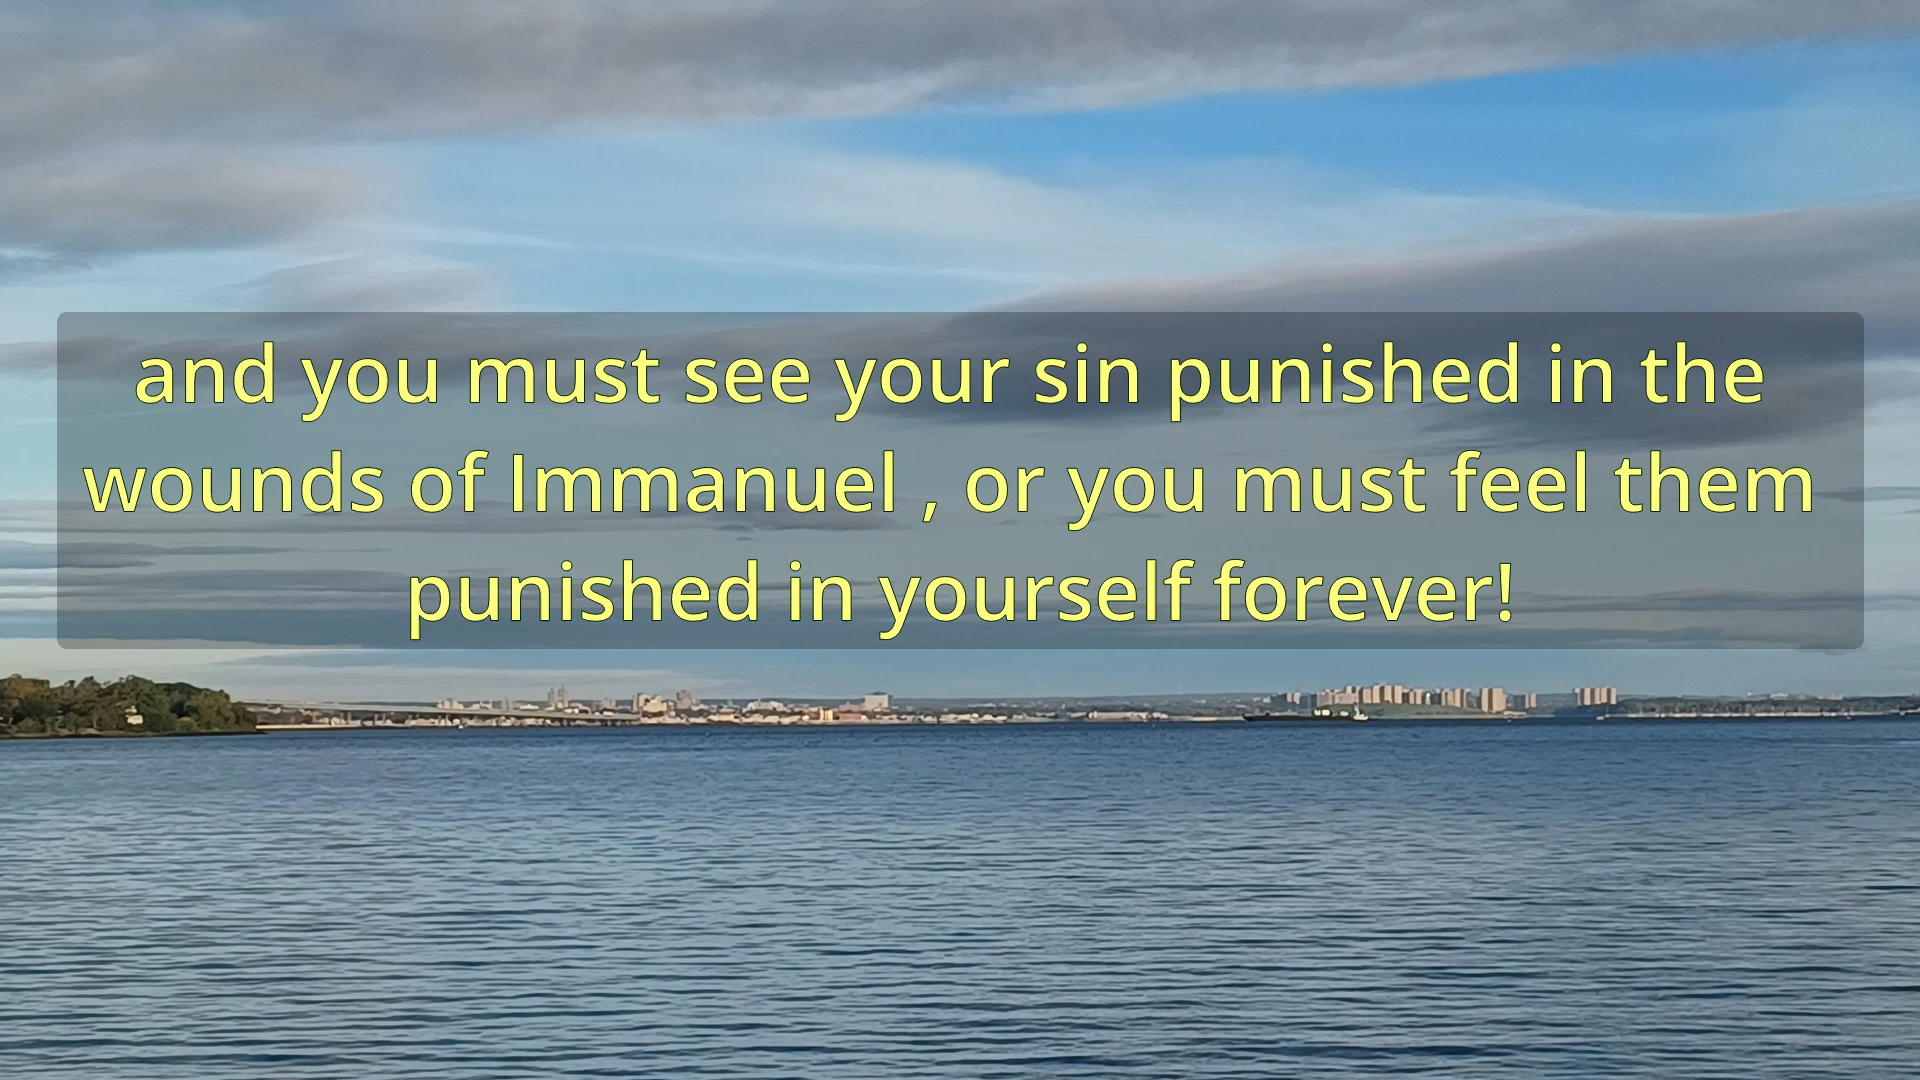 and you must see your sin punished in the
wounds of Immanuel , or you must feel them
punished in yourself forever!